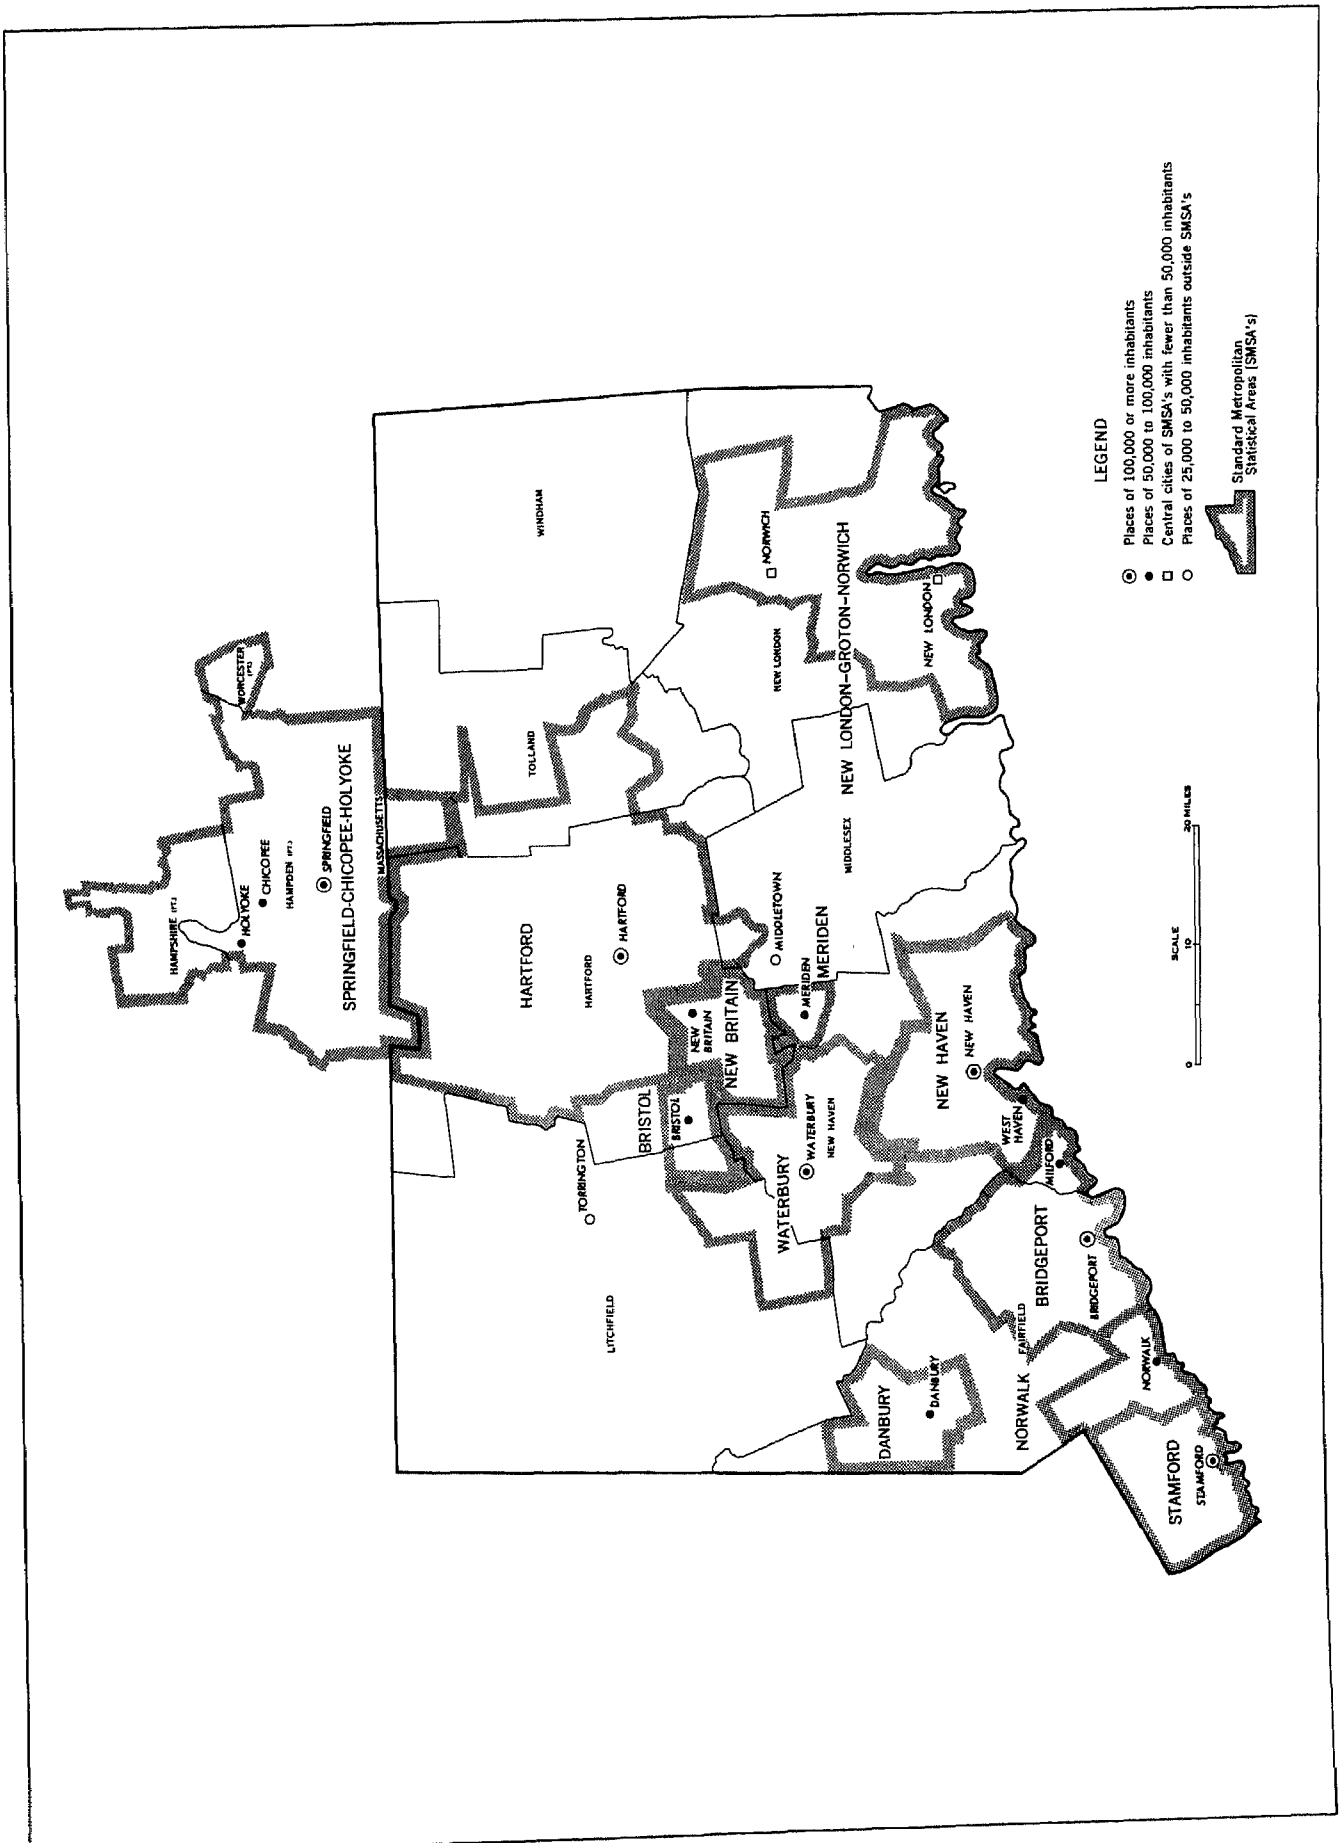 WORCESTER
(PT.)
HAMPSHIRE (PT.)
HOLYOKE
CHICOPEE
HAMPDEN (PT.)
SPRINGFIELD
SPRINGFIELD-CHICOPEE-HOLYOKE
MASSACHUSETTS
HARTFORD
HARTFORD
HARTFORD
TOLLAND
WINDHAM
TORRINGTON
LITCHFIELD
BRISTOL
BRISTOL
NEW
BRITAIN
NEW BRITAIN
MIDDLETOWN
MERIDEN
MERIDEN
MIDDLESEX
WATERBURY
WATERBURY
NEW HAVEN
NORWICH
NEW LONDON
NEW LONDON-GROTON-NORWICH
NEW LONDON
NEW HAVEN
NEW HAVEN
WEST
HAVEN
MILFORD
BRIDGEPORT
BRIDGEPORT
FAIRFIELD
DANBURY
DANBURY
NORWALK
NORWALK
STAMFORD
STAMFORD
LEGEND
Places of 100,000 or more inhabitants
Places of 50,000 to 100,000 inhabitants
Central cities of SMSA's with fewer than 50,000 inhabitants
Places of 25,000 to 50,000 inhabitants outside SMSA's
Standard Metropolitan
Statistical Areas (SMSA's)
SCALE
0 10 20 MILES